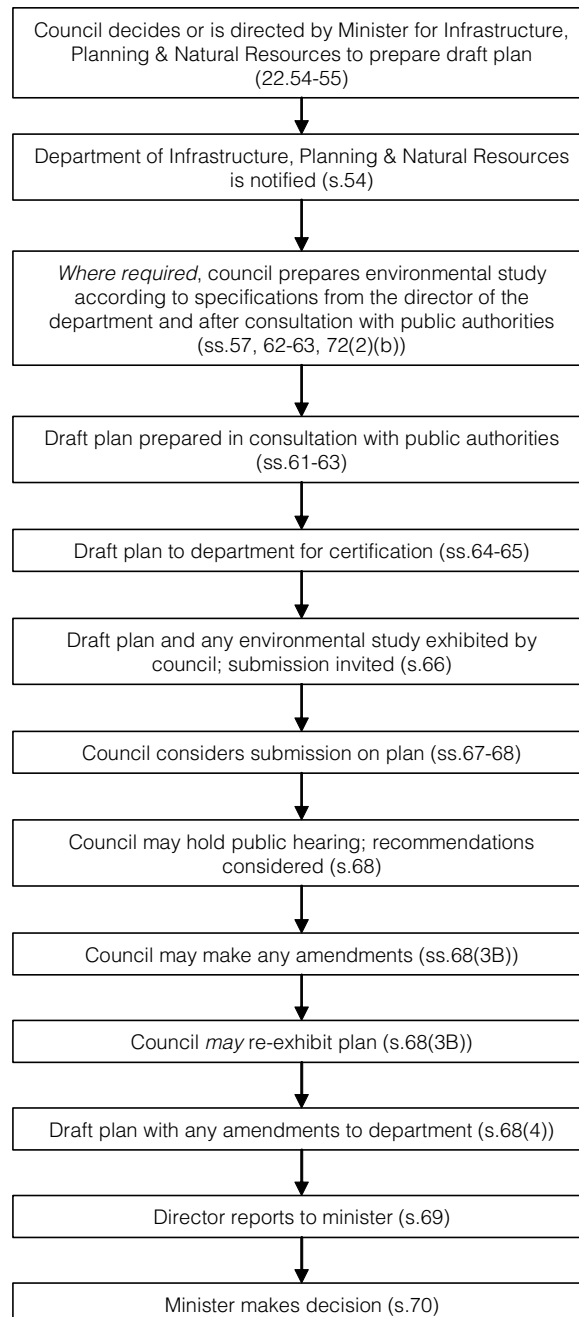 Council decides or is directed by Minister for Infrastructure,
Planning & Natural Resources to prepare draft plan
(22.54-55)
Department of Infrastructure, Planning & Natural Resources
is notified (s.54)
Where required, council prepares environmental study
according to specifications from the director of the
department and after consultation with public authorities
(ss.57, 62-63, 72(2)(b))
Draft plan prepared in consultation with public authorities
(ss.61-63)
Draft plan to department for certification (ss.64-65)
Draft plan and any environmental study exhibited by
council; submission invited (s.66)
Council considers submission on plan (ss.67-68)
Council may hold public hearing; recommendations
considered (s.68)
Council may make any amendments (ss.68(3B))
Council may re-exhibit plan (s.68(3B))
Draft plan with any amendments to department (s.68(4))
Director reports to minister (s.69)
Minister makes decision (s.70)